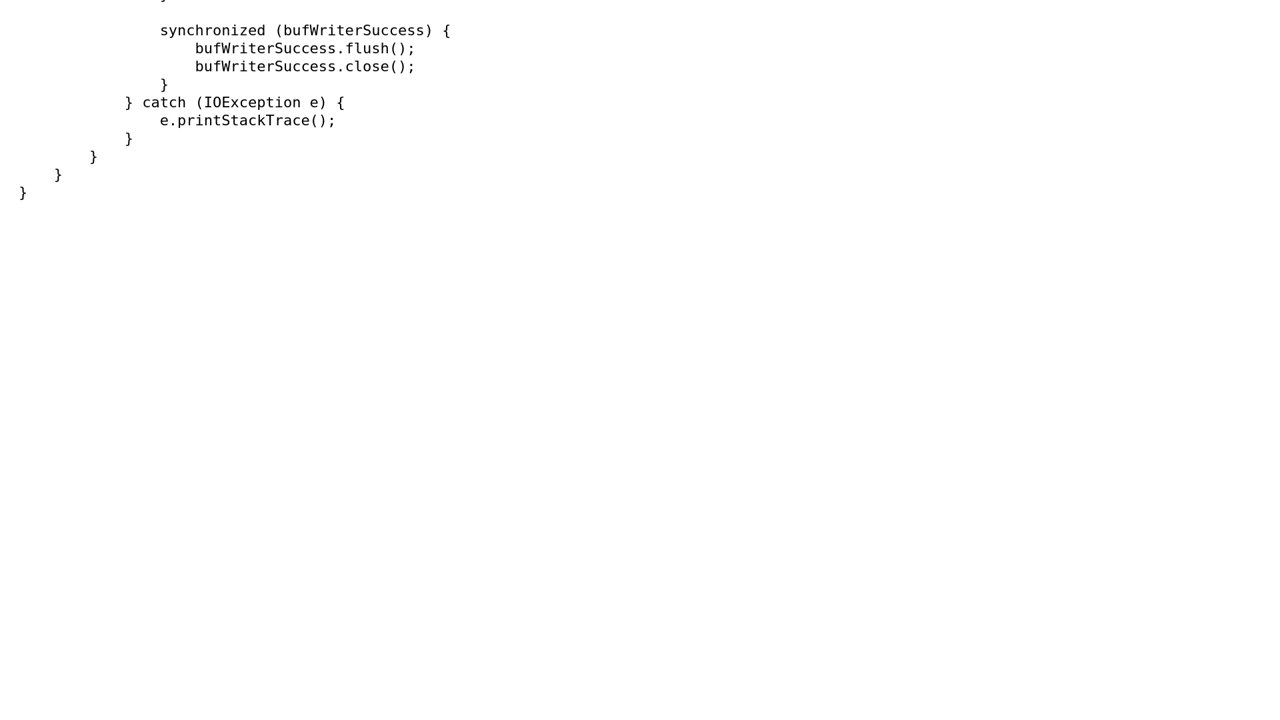 }
synchronized (bufWriterSuccess) {
bufWriterSuccess.flush();
bufWriterSuccess.close();
}
} catch (IOException e) {
e.printStackTrace();
}
}
}
}